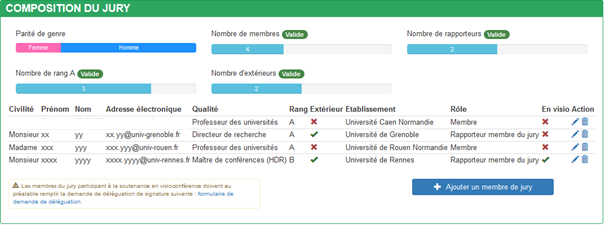 COMPOSITION DU JURY
Parité de genre
Femme Homme
Nombre de membres Valide
4
Nombre de rapporteurs Valide
2
Nombre de rang A Valide
3
Nombre d'extérieurs Valide
2
Civilité Prénom Nom Adresse électronique Qualité Rang Extérieur Etablissement Rôle En visio Action
Professeur des universités A Université Caen Normandie Membre
Monsieur xx yy xx.yy@univ-grenoble.fr Directeur de recherche A Université de Grenoble Rapporteur membre du jury
Madame xxx yyy xxx.yyy@univ-rouen.fr Professeur des universités A Université de Rouen Normandie Membre
Monsieur xxxx yyyy xxxx.yyyy@univ-rennes.fr Maître de conférences (HDR) B Université de Rennes Rapporteur membre du jury
Les membres du jury participant à la soutenance en visioconférence doivent au
préalable remplir la demande de délégation de signature suivante : formulaire de
demande de délégation.
+ Ajouter un membre de jury